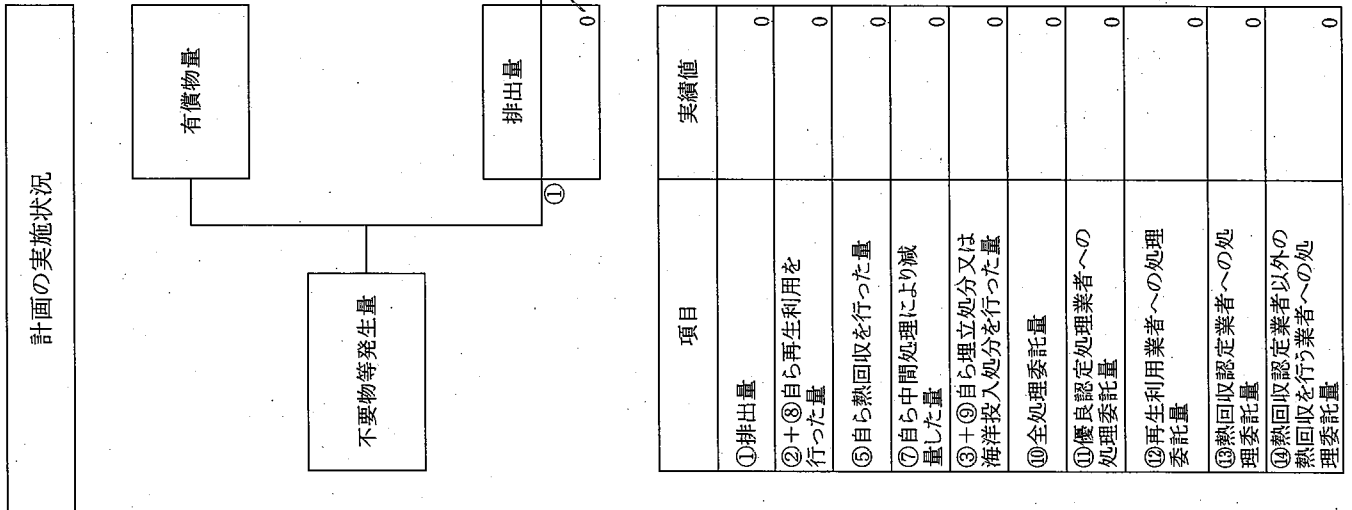 計画の実施状況
有償物量
不要物等発生量
排出量
①
0
項目
実績値
①排出量
0
②+⑧自ら再生利用を
行った量
0
⑤自ら熱回収を行った量
0
⑦自ら中間処理により減
量した量
0
③+⑨自ら埋立処分又は
海洋投入処分を行った量
0
⑩全処理委託量
0
⑪優良認定処理業者への
処理委託量
0
⑫再生利用業者への処理
委託量
0
⑬熱回収認定業者への処
理委託量
0
⑭熱回収認定業者以外の
熱回収を行う業者への処
理委託量
0